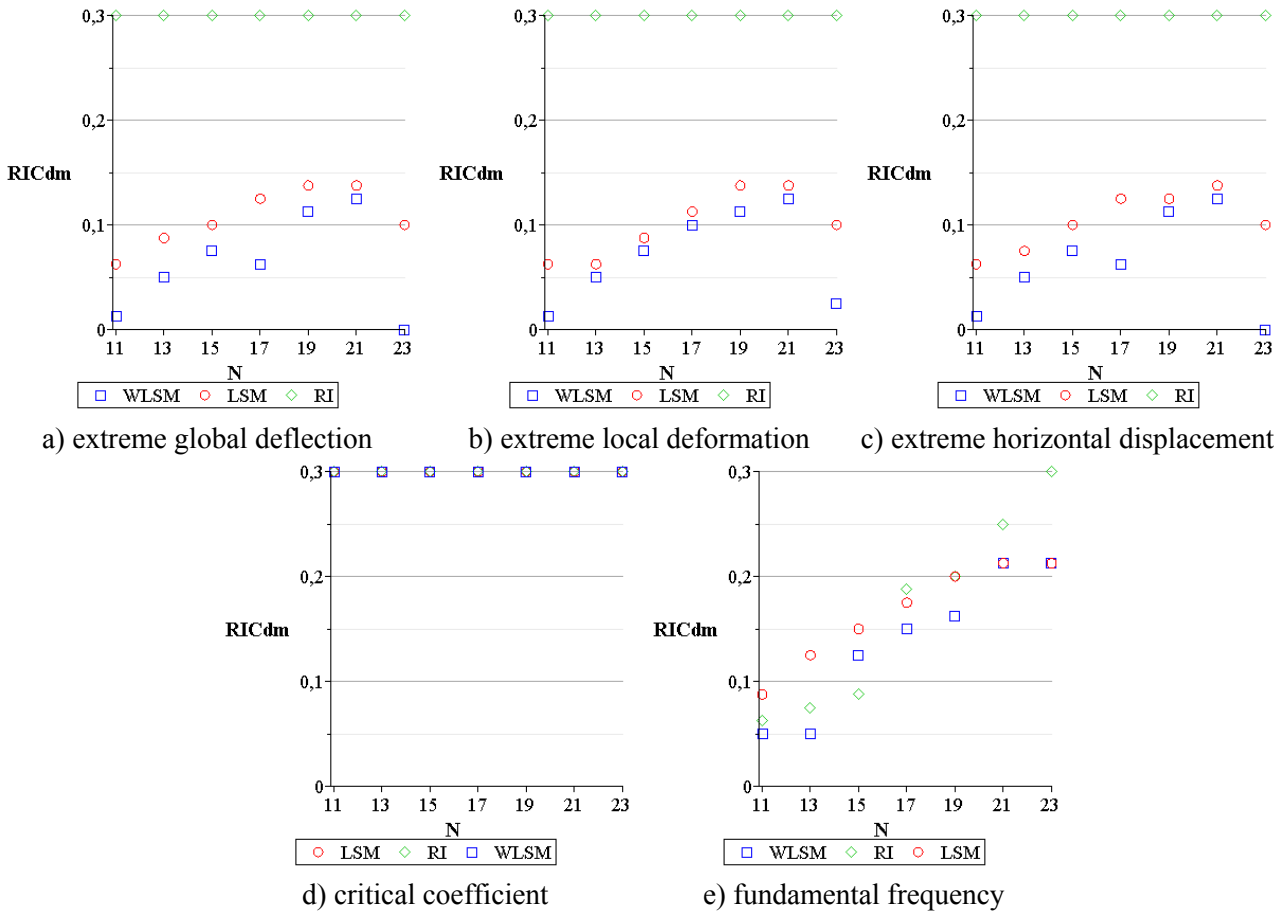 0,3
0,2
RICdm
0,1
0
11 13 15 17 19 21 23
N
WLSM LSM RI
a) extreme global deflection
0,3
0,2
RICdm
0,1
0
11 13 15 17 19 21 23
N
WLSM LSM RI
b) extreme local deformation
0,3
0,2
RICdm
0,1
0
11 13 15 17 19 21 23
N
WLSM LSM RI
c) extreme horizontal displacement
0,3
0,2
RICdm
0,1
0
11 13 15 17 19 21 23
N
LSM RI WLSM
d) critical coefficient
0,3
0,2
RICdm
0,1
0
11 13 15 17 19 21 23
N
WLSM RI LSM
e) fundamental frequency